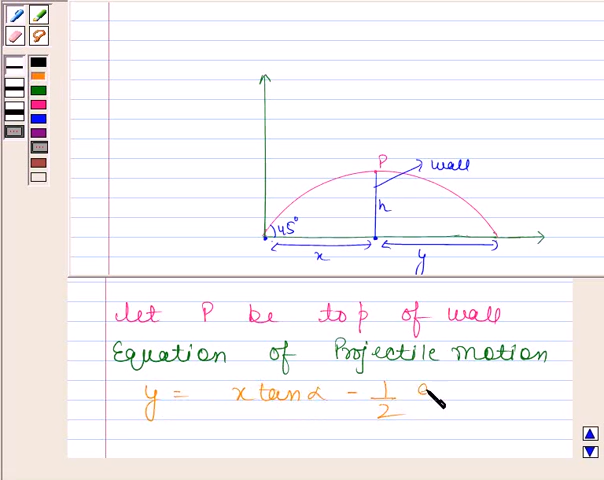 P
wall
h
45°
x
y
let P be top of wall
Equation of Projectile motion
y = x tan α - 1/2